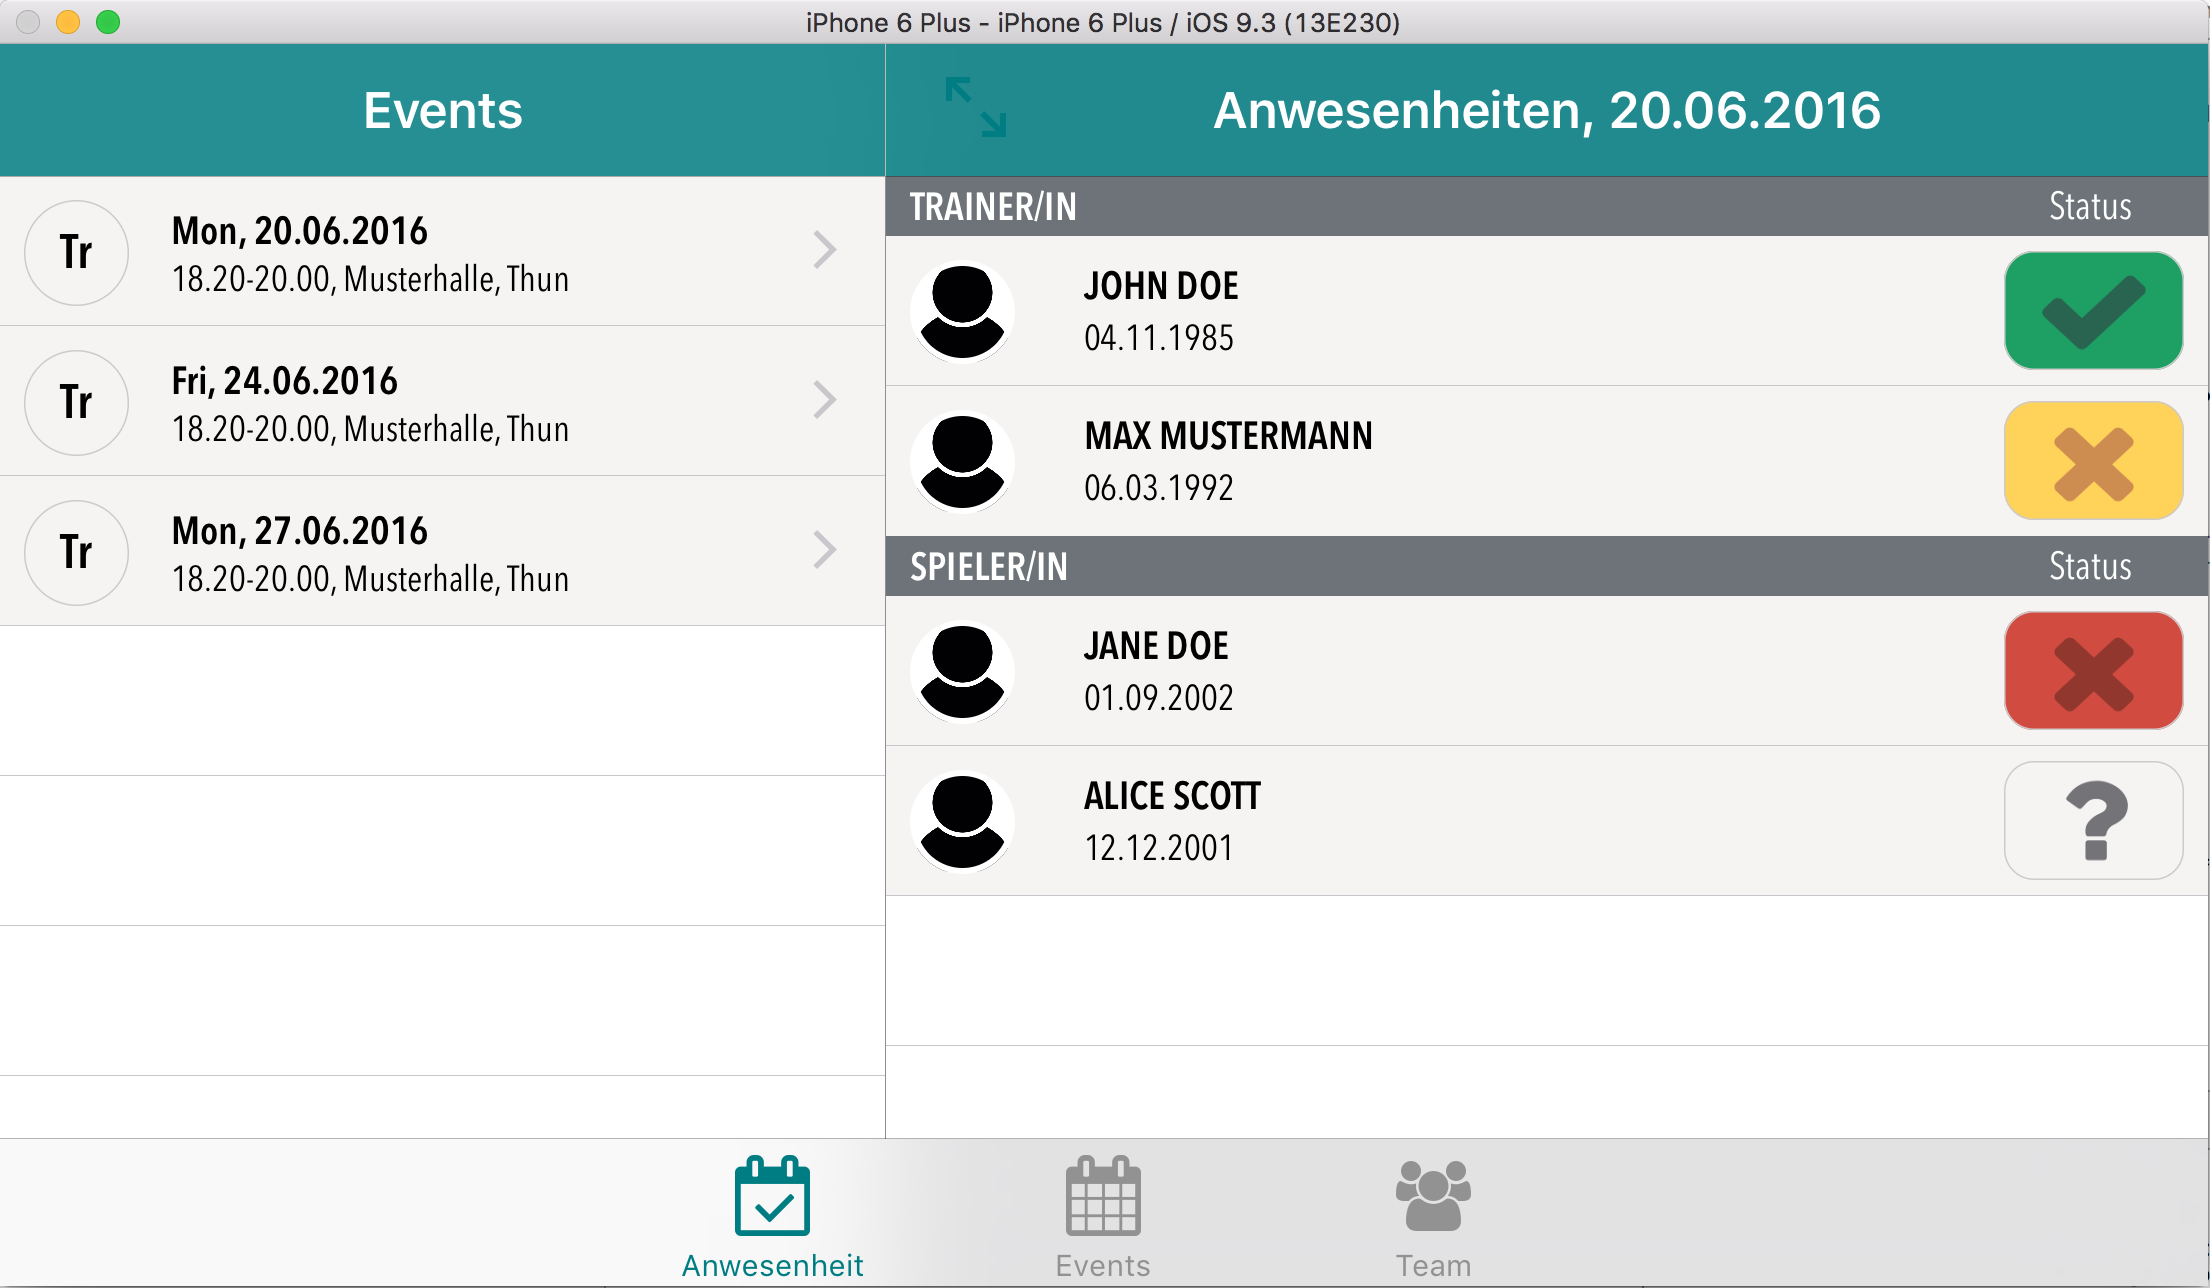 iPhone 6 Plus - iPhone 6 Plus / iOS 9.3 (13E230)
Events
Tr
Mon, 20.06.2016
18.20-20.00, Musterhalle, Thun
Tr
Fri, 24.06.2016
18.20-20.00, Musterhalle, Thun
Tr
Mon, 27.06.2016
18.20-20.00, Musterhalle, Thun
Anwesenheiten, 20.06.2016
TRAINER/IN Status
JOHN DOE
04.11.1985
MAX MUSTERMANN
06.03.1992
SPIELER/IN Status
JANE DOE
01.09.2002
ALICE SCOTT
12.12.2001
?
Anwesenheit Events Team